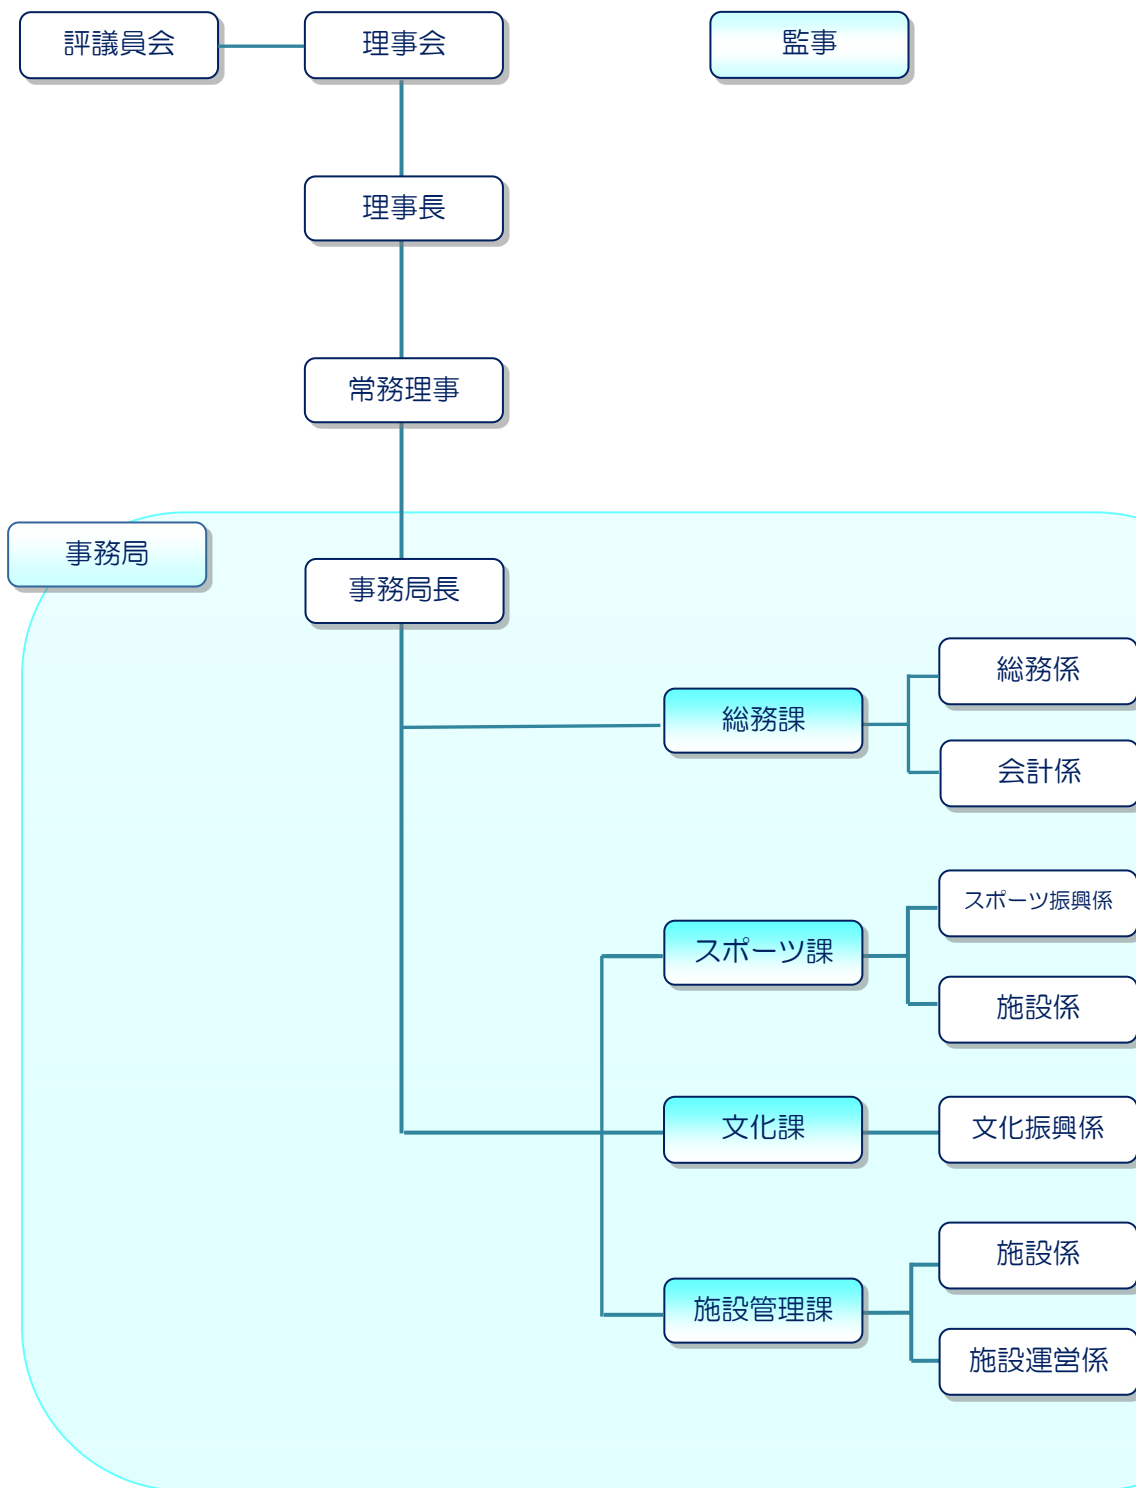 評議員会
理事会
監事
理事長
常務理事
事務局
事務局長
総務課
総務係
会計係
スポーツ課
スポーツ振興係
施設係
文化課
文化振興係
施設管理課
施設係
施設運営係